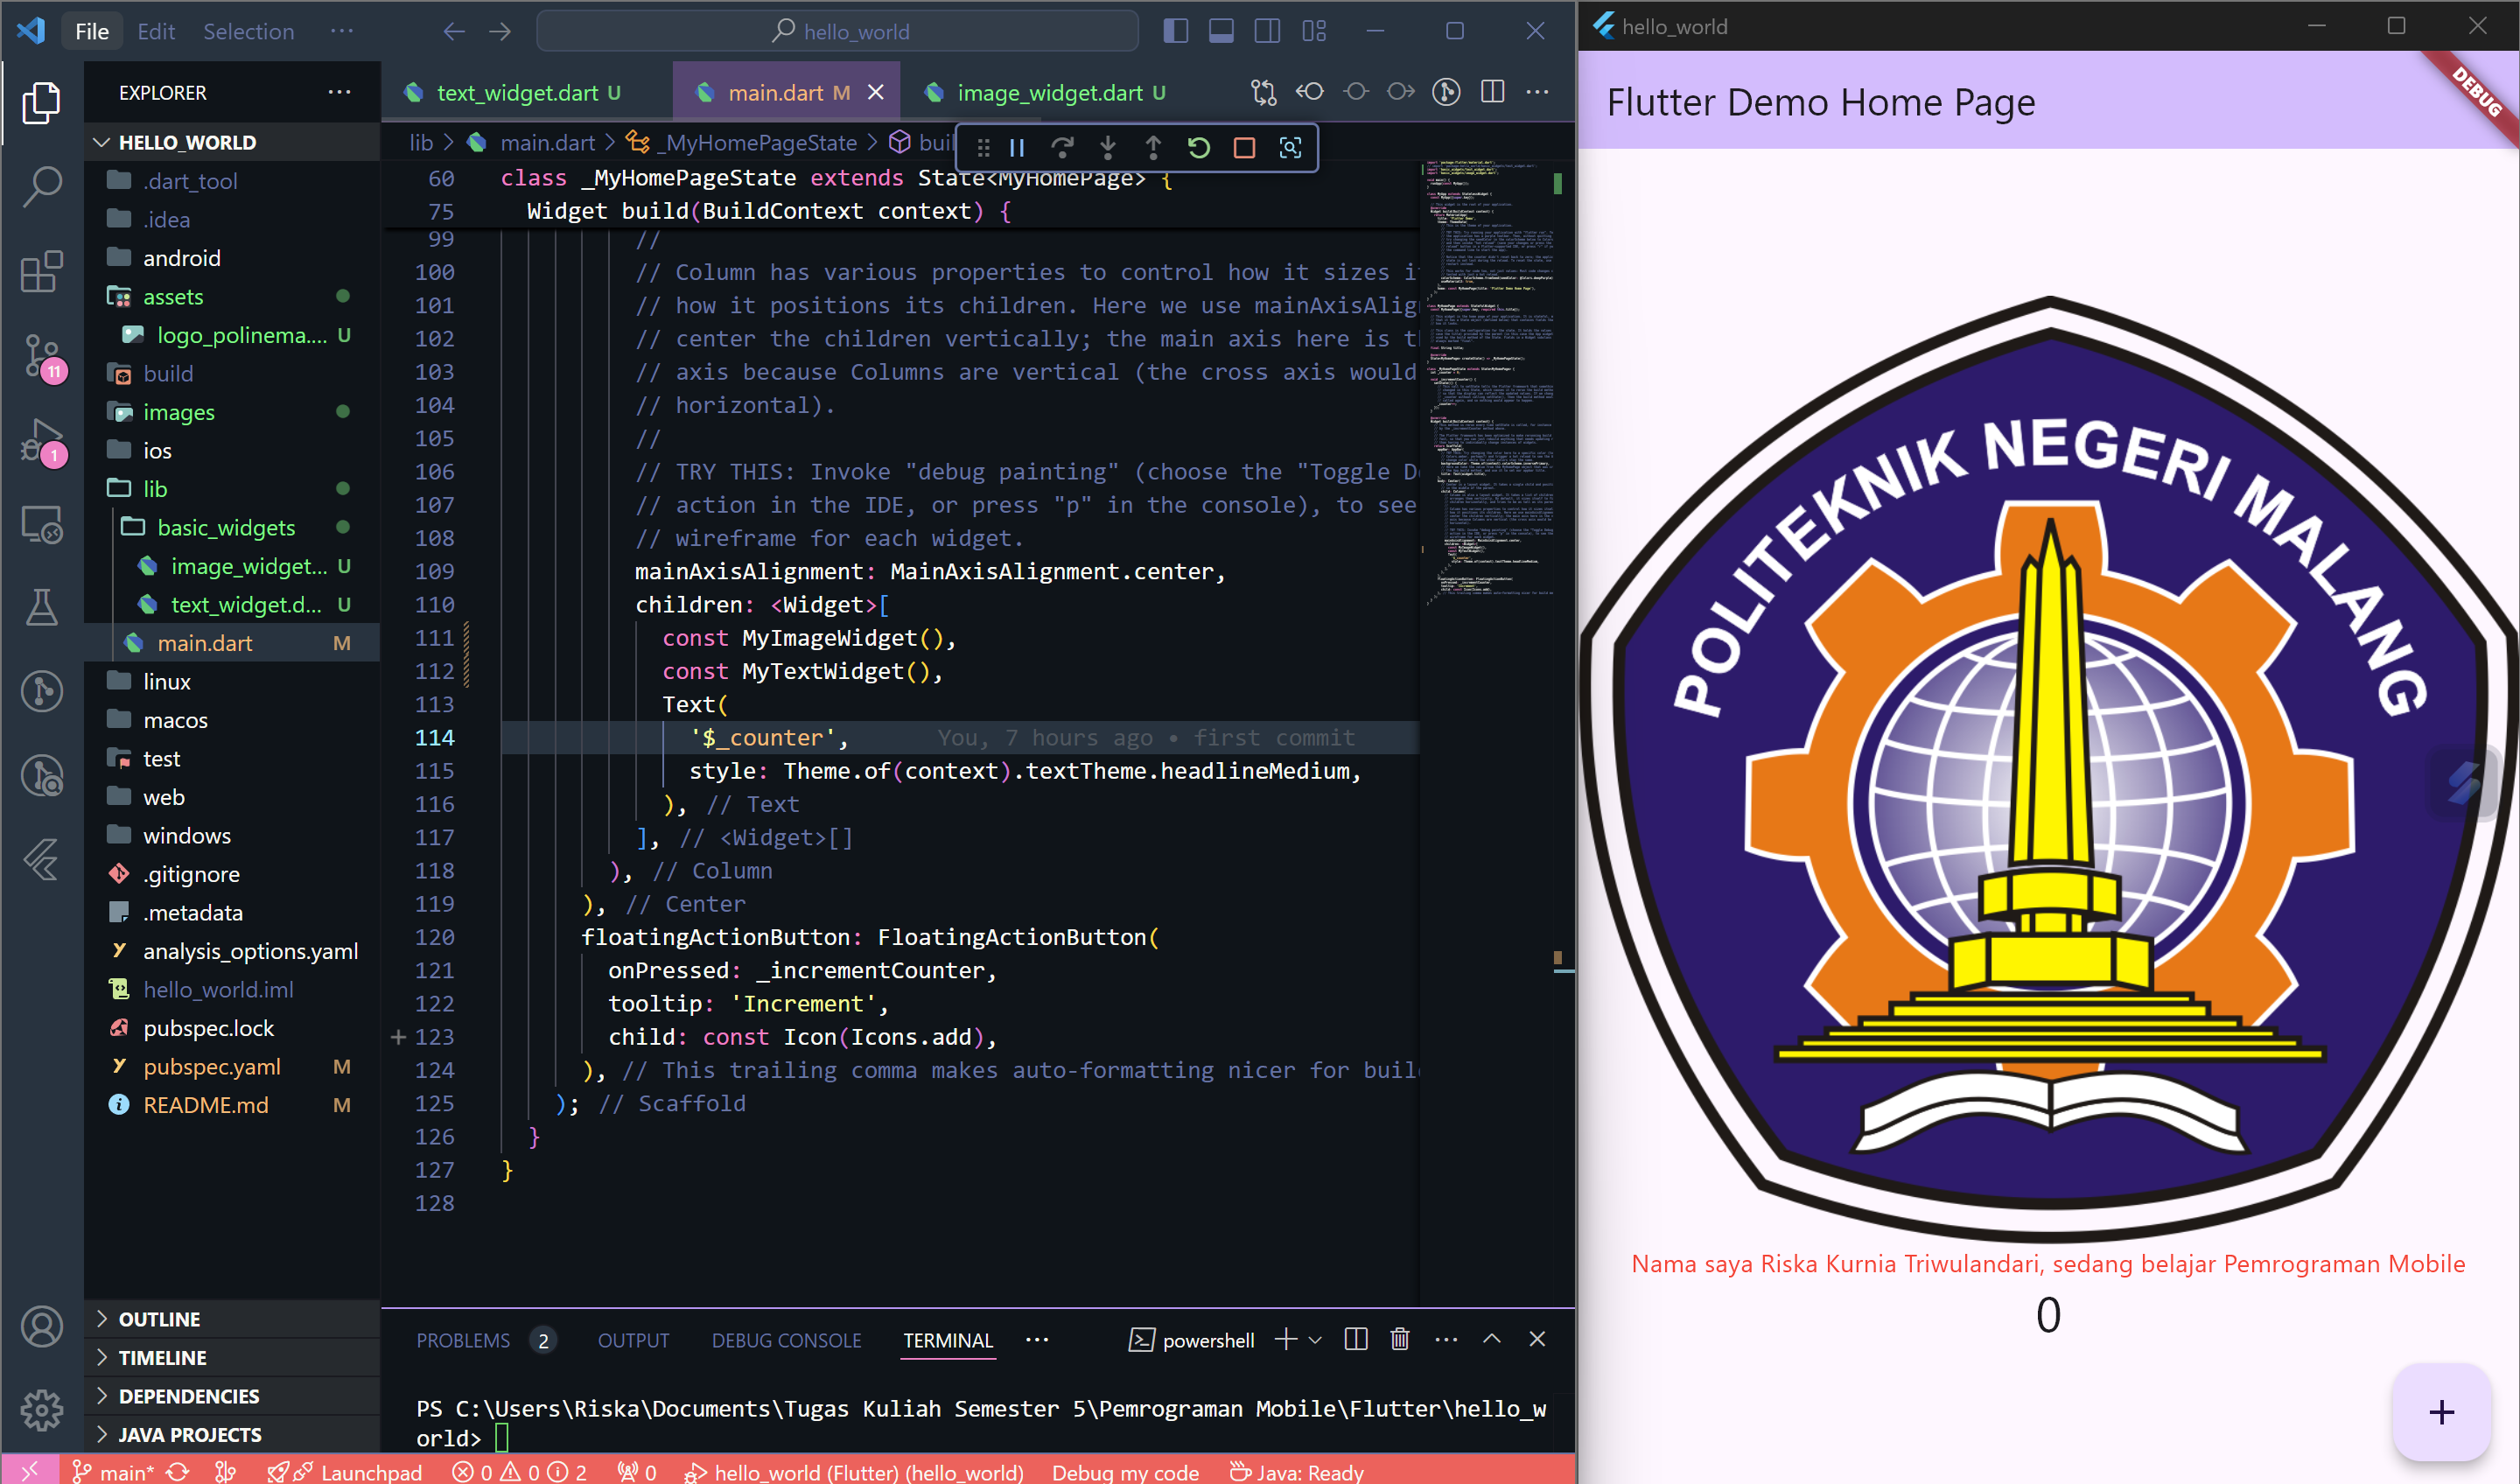 File Edit Selection ··· hello_world
EXPLORER ···
HELLO_WORLD
.dart_tool
.idea
android
assets
logo_polinema.... U
build
images
ios
lib
basic_widgets
image_widget... U
text_widget.d... U
main.dart M
linux
macos
test
web
windows
.gitignore
.metadata
analysis_options.yaml
hello_world.iml
pubspec.lock
pubspec.yaml M
README.md M
OUTLINE
TIMELINE
DEPENDENCIES
JAVA PROJECTS
11
1
text_widget.dart U main.dart M image_widget.dart U
lib > main.dart > _MyHomePageState > buil
60 class _MyHomePageState extends State<MyHomePage> {
75 Widget build(BuildContext context) {
99 //
100 // Column has various properties to control how it sizes i
101 // how it positions its children. Here we use mainAxisAlig
102 // center the children vertically; the main axis here is t
103 // axis because Columns are vertical (the cross axis would
104 // horizontal).
105 //
106 // TRY THIS: Invoke "debug painting" (choose the "Toggle D
107 // action in the IDE, or press "p" in the console), to see
108 // wireframe for each widget.
109 mainAxisAlignment: MainAxisAlignment.center,
110 children: <Widget>[
111 const MyImageWidget(),
112 const MyTextWidget(),
113 Text(
114 '$_counter', You, 7 hours ago • first commit
115 style: Theme.of(context).textTheme.headlineMedium,
116 ), // Text
117 ], // <Widget>[]
118 ), // Column
119 ), // Center
120 floatingActionButton: FloatingActionButton(
121 onPressed: _incrementCounter,
122 tooltip: 'Increment',
123 child: const Icon(Icons.add),
124 ), // This trailing comma makes auto-formatting nicer for buil
125 ); // Scaffold
126 }
127 }
128
PROBLEMS 2 OUTPUT DEBUG CONSOLE TERMINAL ··· powershell
PS C:\Users\Riska\Documents\Tugas Kuliah Semester 5\Pemrograman Mobile\Flutter\hello_w
orld>
main* Launchpad 0 0 2 0 hello_world (Flutter) (hello_world) Debug my code Java: Ready
hello_world
Flutter Demo Home Page
DEBUG
POLITEKNIK NEGERI MALANG
Nama saya Riska Kurnia Triwulandari, sedang belajar Pemrograman Mobile
0
+